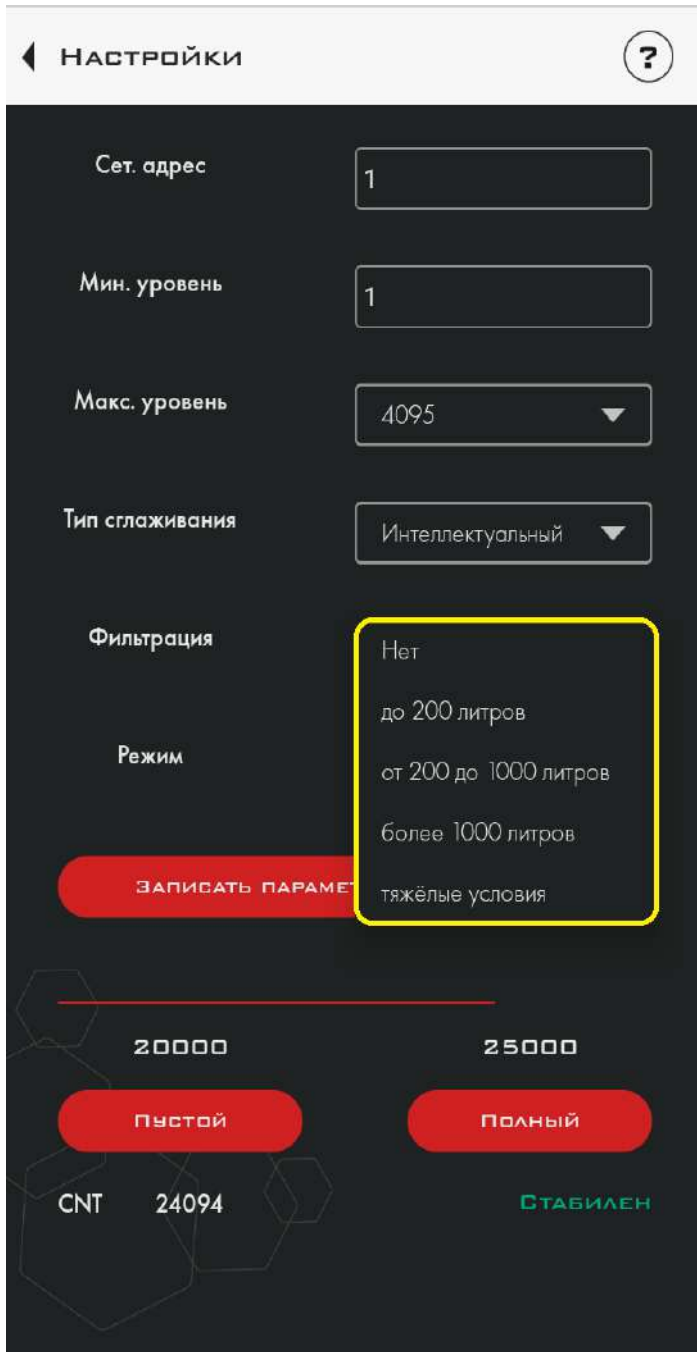 Настройки ?
Сет. адрес 1
Мин. уровень 1
Макс. уровень 4095
Тип сглаживания Интеллектуальный
Фильтрация Нет
до 200 литров
Режим от 200 до 1000 литров
более 1000 литров
Записать параме тяжёлые условия
20000 25000
Пустой Полный
CNT 24094 Стабилен